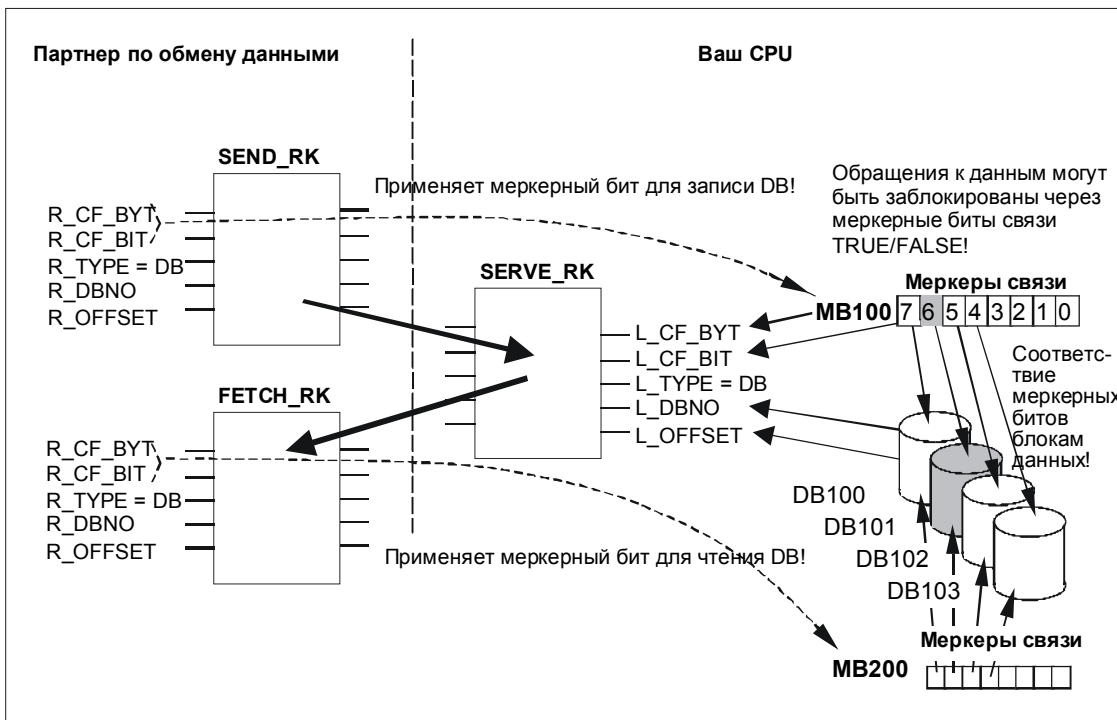 Партнер по обмену данными
Ваш CPU
SEND_RK
Применяет меркерный бит для записи DB!
Обращения к данным могут
быть заблокированы через
меркерные биты связи
TRUE/FALSE!
R_CF_BYT
R_CF_BIT
R_TYPE = DB
R_DBNO
R_OFFSET
SERVE_RK
Меркеры связи
MB100 7 6 5 4 3 2 1 0
L_CF_BYT
L_CF_BIT
L_TYPE = DB
L_DBNO
L_OFFSET
Соответс-
твие
меркерных
битов
блокам
данных!
FETCH_RK
R_CF_BYT
R_CF_BIT
R_TYPE = DB
R_DBNO
R_OFFSET
DB100
DB101
DB102
DB103
Применяет меркерный бит для чтения DB!
Меркеры связи
MB200